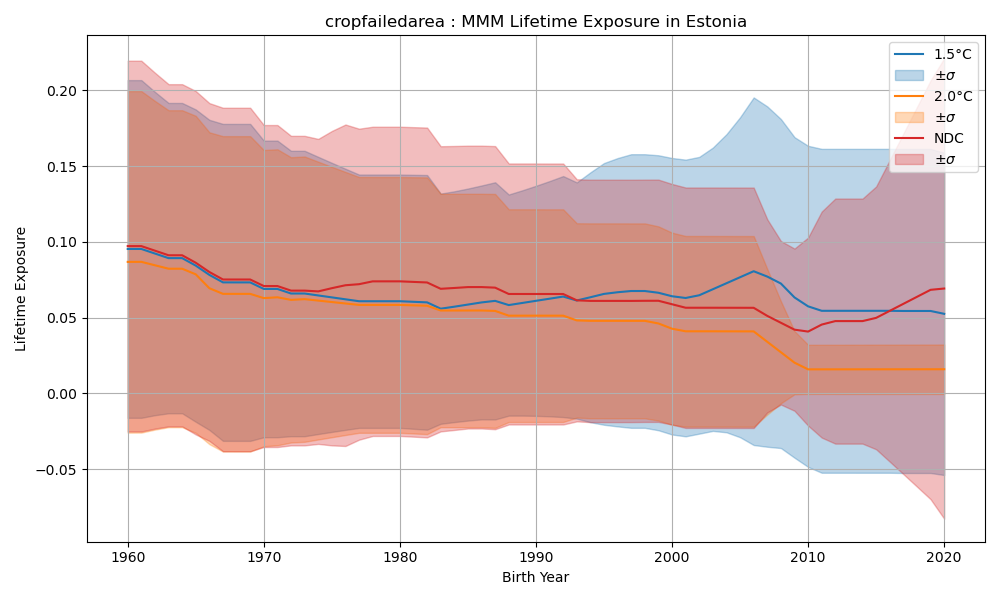 cropfailedarea : MMM Lifetime Exposure in Estonia
1.5°C
±σ
2.0°C
±σ
NDC
±σ
0.20
0.15
0.10
0.05
0.00
−0.05
Lifetime Exposure
1960 1970 1980 1990 2000 2010 2020
Birth Year